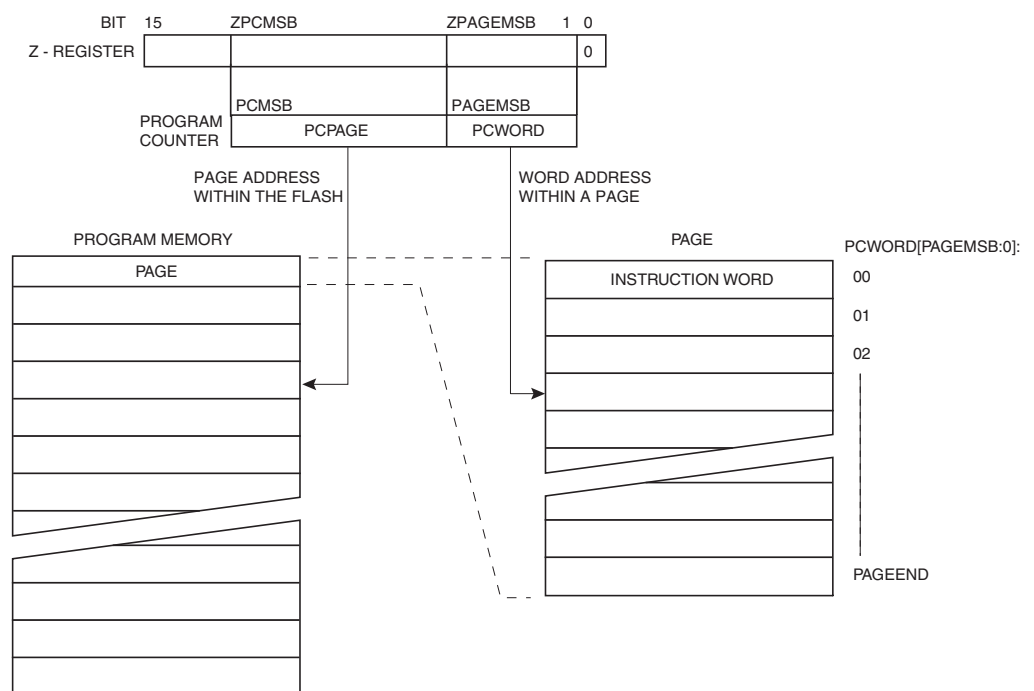 BIT 15 ZPCMSB ZPAGEMSB 1 0
Z - REGISTER 0
PCMSB PAGEMSB
PROGRAM
COUNTER
PCPAGE PCWORD
PAGE ADDRESS
WITHIN THE FLASH
WORD ADDRESS
WITHIN A PAGE
PROGRAM MEMORY
PAGE
PAGE
PCWORD[PAGEMSB:0]:
INSTRUCTION WORD 00
01
02
PAGEEND